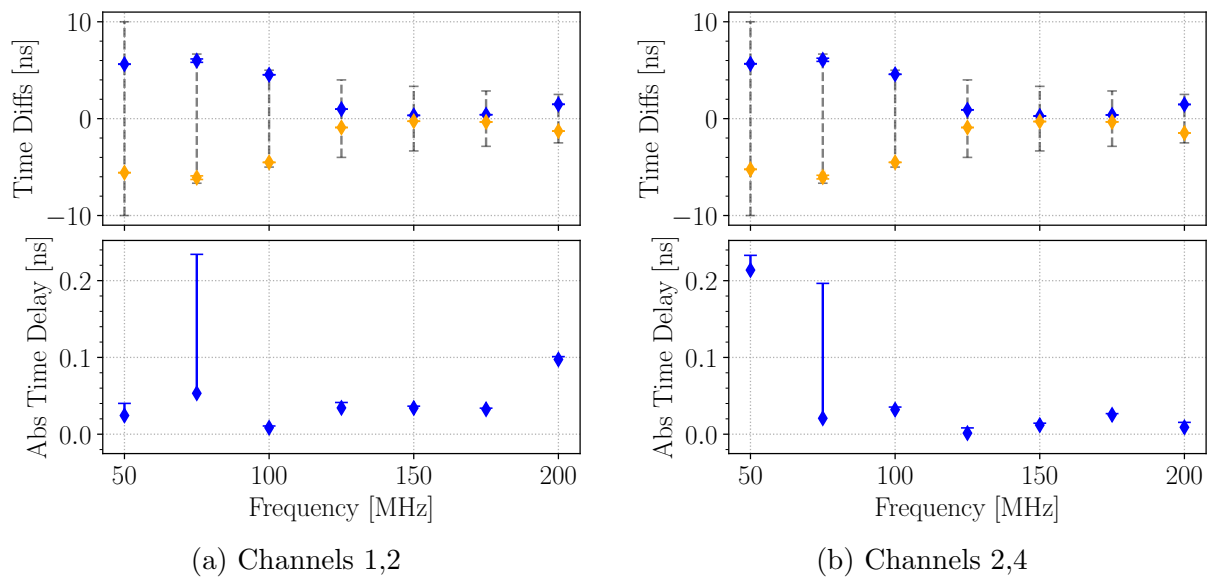 10
0
−10
Time Diffs [ns]
0.2
0.1
0.0
Abs Time Delay [ns]
50 100 150 200
Frequency [MHz]
(a) Channels 1,2
10
0
−10
Time Diffs [ns]
0.2
0.1
0.0
Abs Time Delay [ns]
50 100 150 200
Frequency [MHz]
(b) Channels 2,4